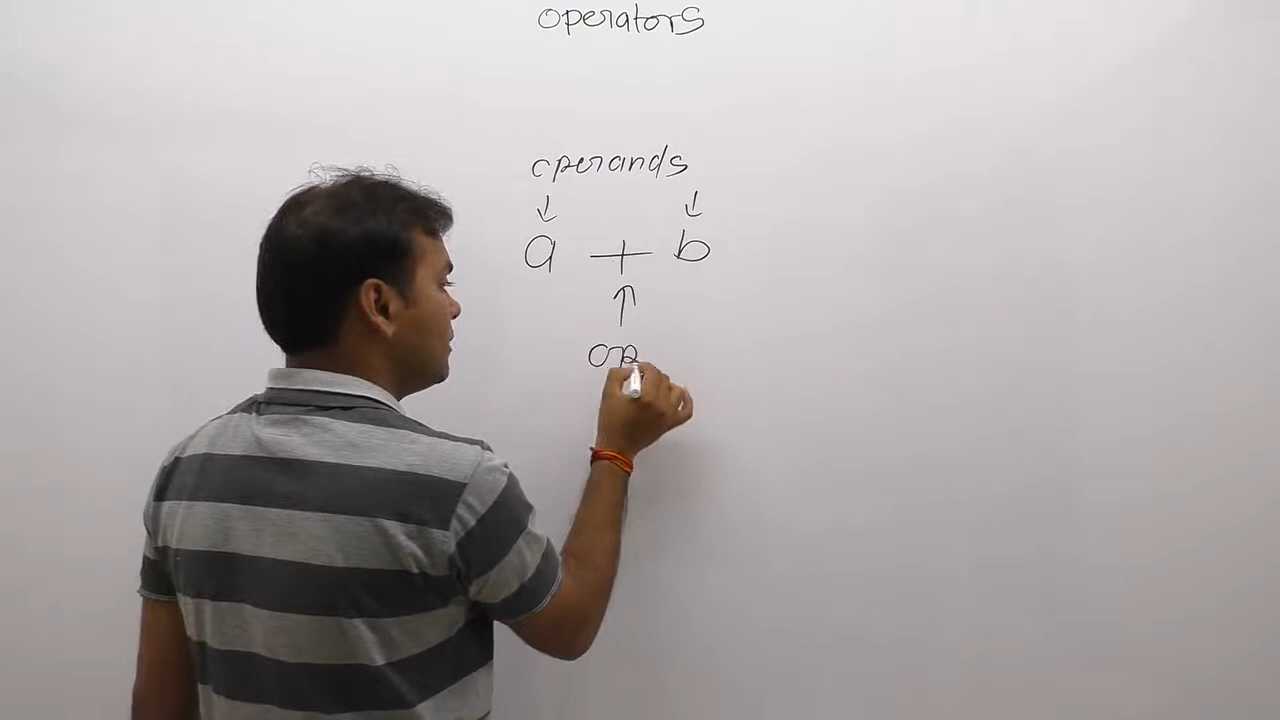 operators
operands
↓ ↓
a + b
↑
op